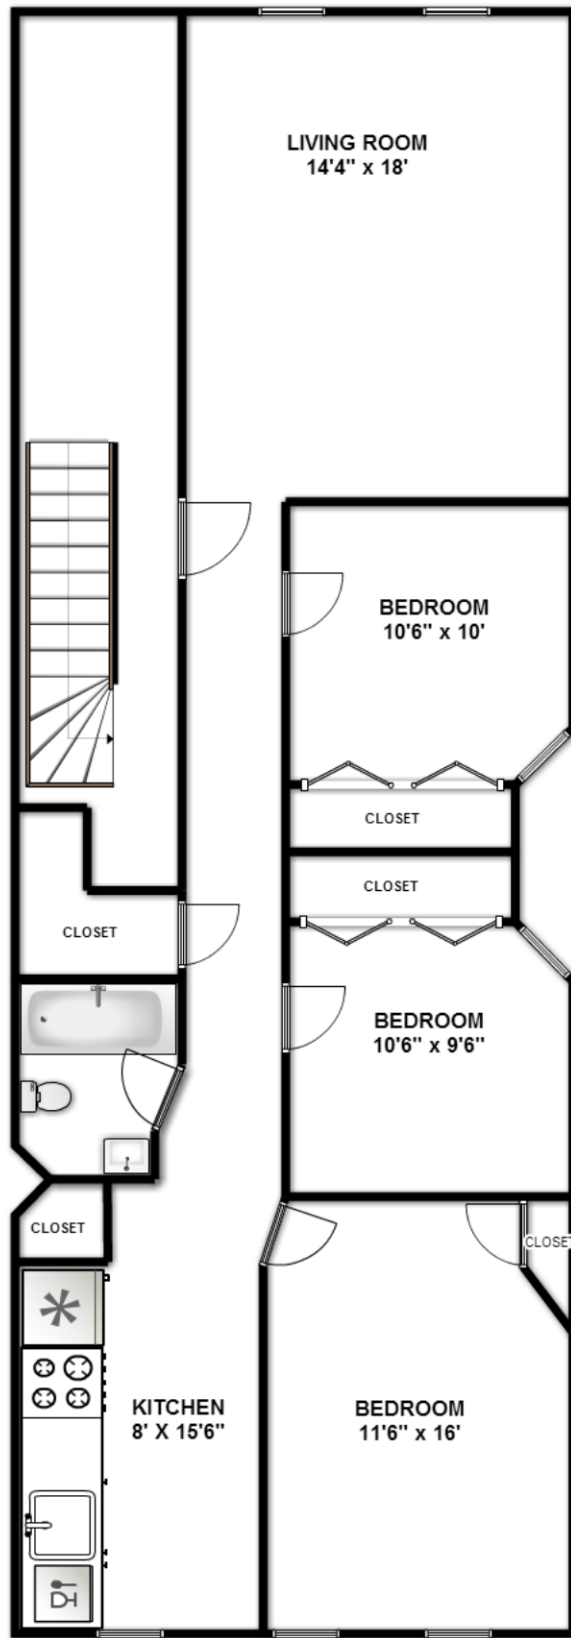 LIVING ROOM
14'4" x 18'
BEDROOM
10'6" x 10'
CLOSET
CLOSET
CLOSET
BEDROOM
10'6" x 9'6"
CLOSET
CLOSET
KITCHEN
8' X 15'6"
BEDROOM
11'6" x 16'